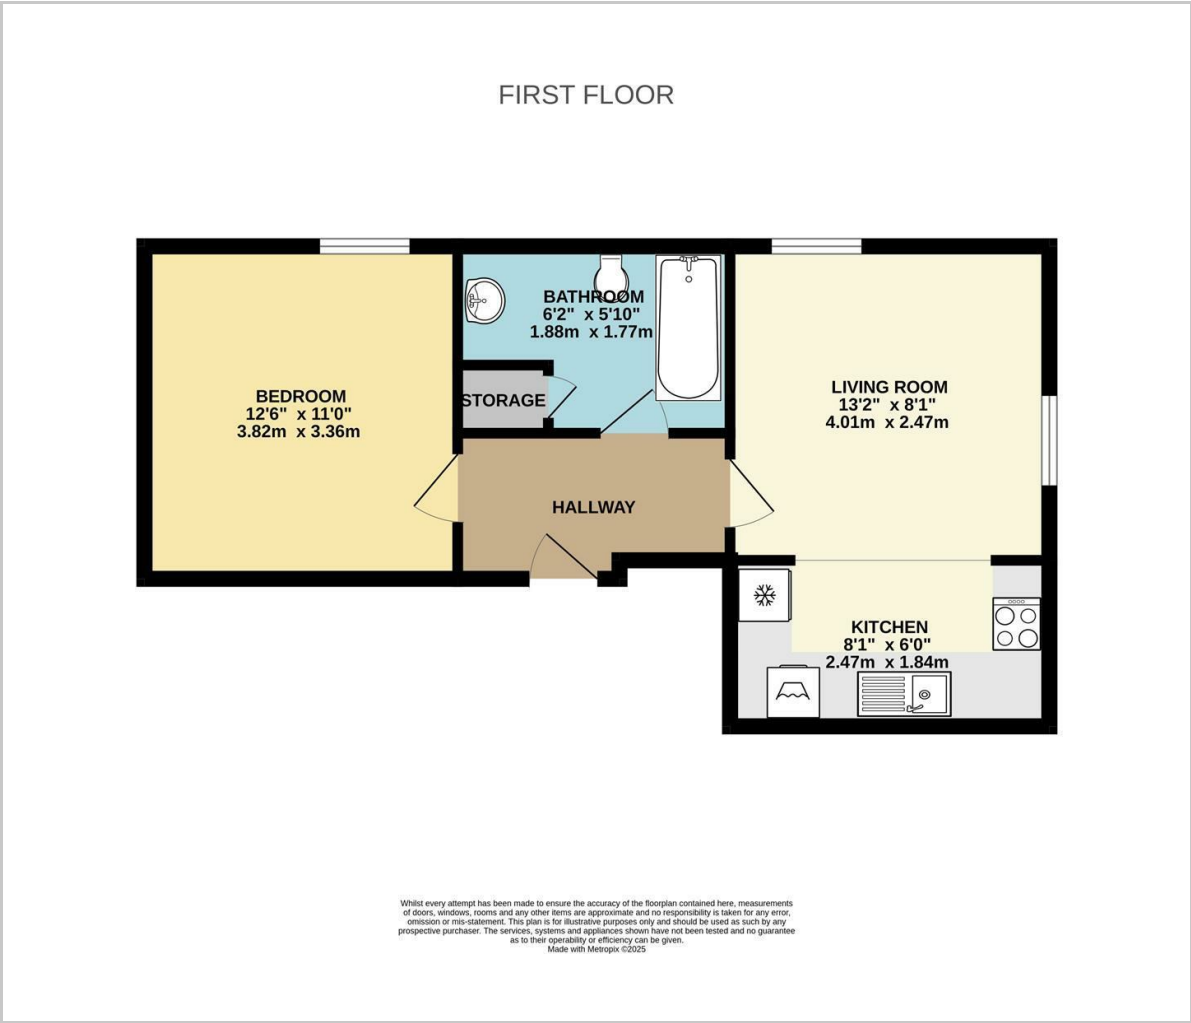 FIRST FLOOR
BEDROOM
12'6" x 11'0"
3.82m x 3.36m
BATHROOM
6'2" x 5'10"
1.88m x 1.77m
STORAGE
HALLWAY
LIVING ROOM
13'2" x 8'1"
4.01m x 2.47m
KITCHEN
8'1" x 6'0"
2.47m x 1.84m
Whilst every attempt has been made to ensure the accuracy of the floorplan contained here, measurements
of doors, windows, rooms and any other items are approximate and no responsibility is taken for any error,
omission or mis-statement. This plan is for illustrative purposes only and should be used as such by any
prospective purchaser. The services, systems and appliances shown have not been tested and no guarantee
as to their operability or efficiency can be given.
Made with Metropix ©2025